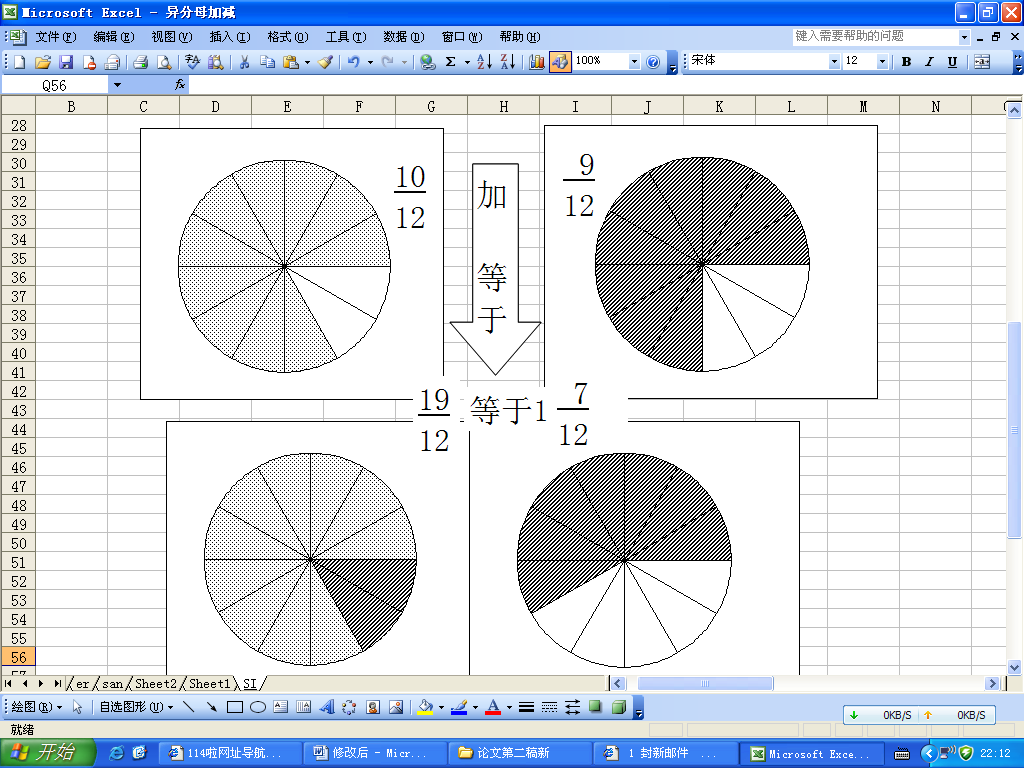 Microsoft Excel - 异分母加减
文件(F) 编辑(E) 视图(V) 插入(I) 格式(O) 工具(T) 数据(D) 窗口(W) 帮助(H) 键入需要帮助的问题
100% 宋体 12 B I U
Q56 fx
B C D E F G H I J K L M N
28
29
30
31
32
33
34
35
36
37
38
39
40
41
42
43
44
45
46
47
48
49
50
51
52
53
54
55
56
10
12
加
等
于
9
12
19
12
等于1
7
12
er san Sheet2 Sheet1 SI
绘图(R) 自选图形(U)
就绪
0KB/S 0KB/S
开始 114啦网址导航... 修改后 - Micr... 论文第二稿新 1 封新邮件 ... Microsoft Exce... 22:12